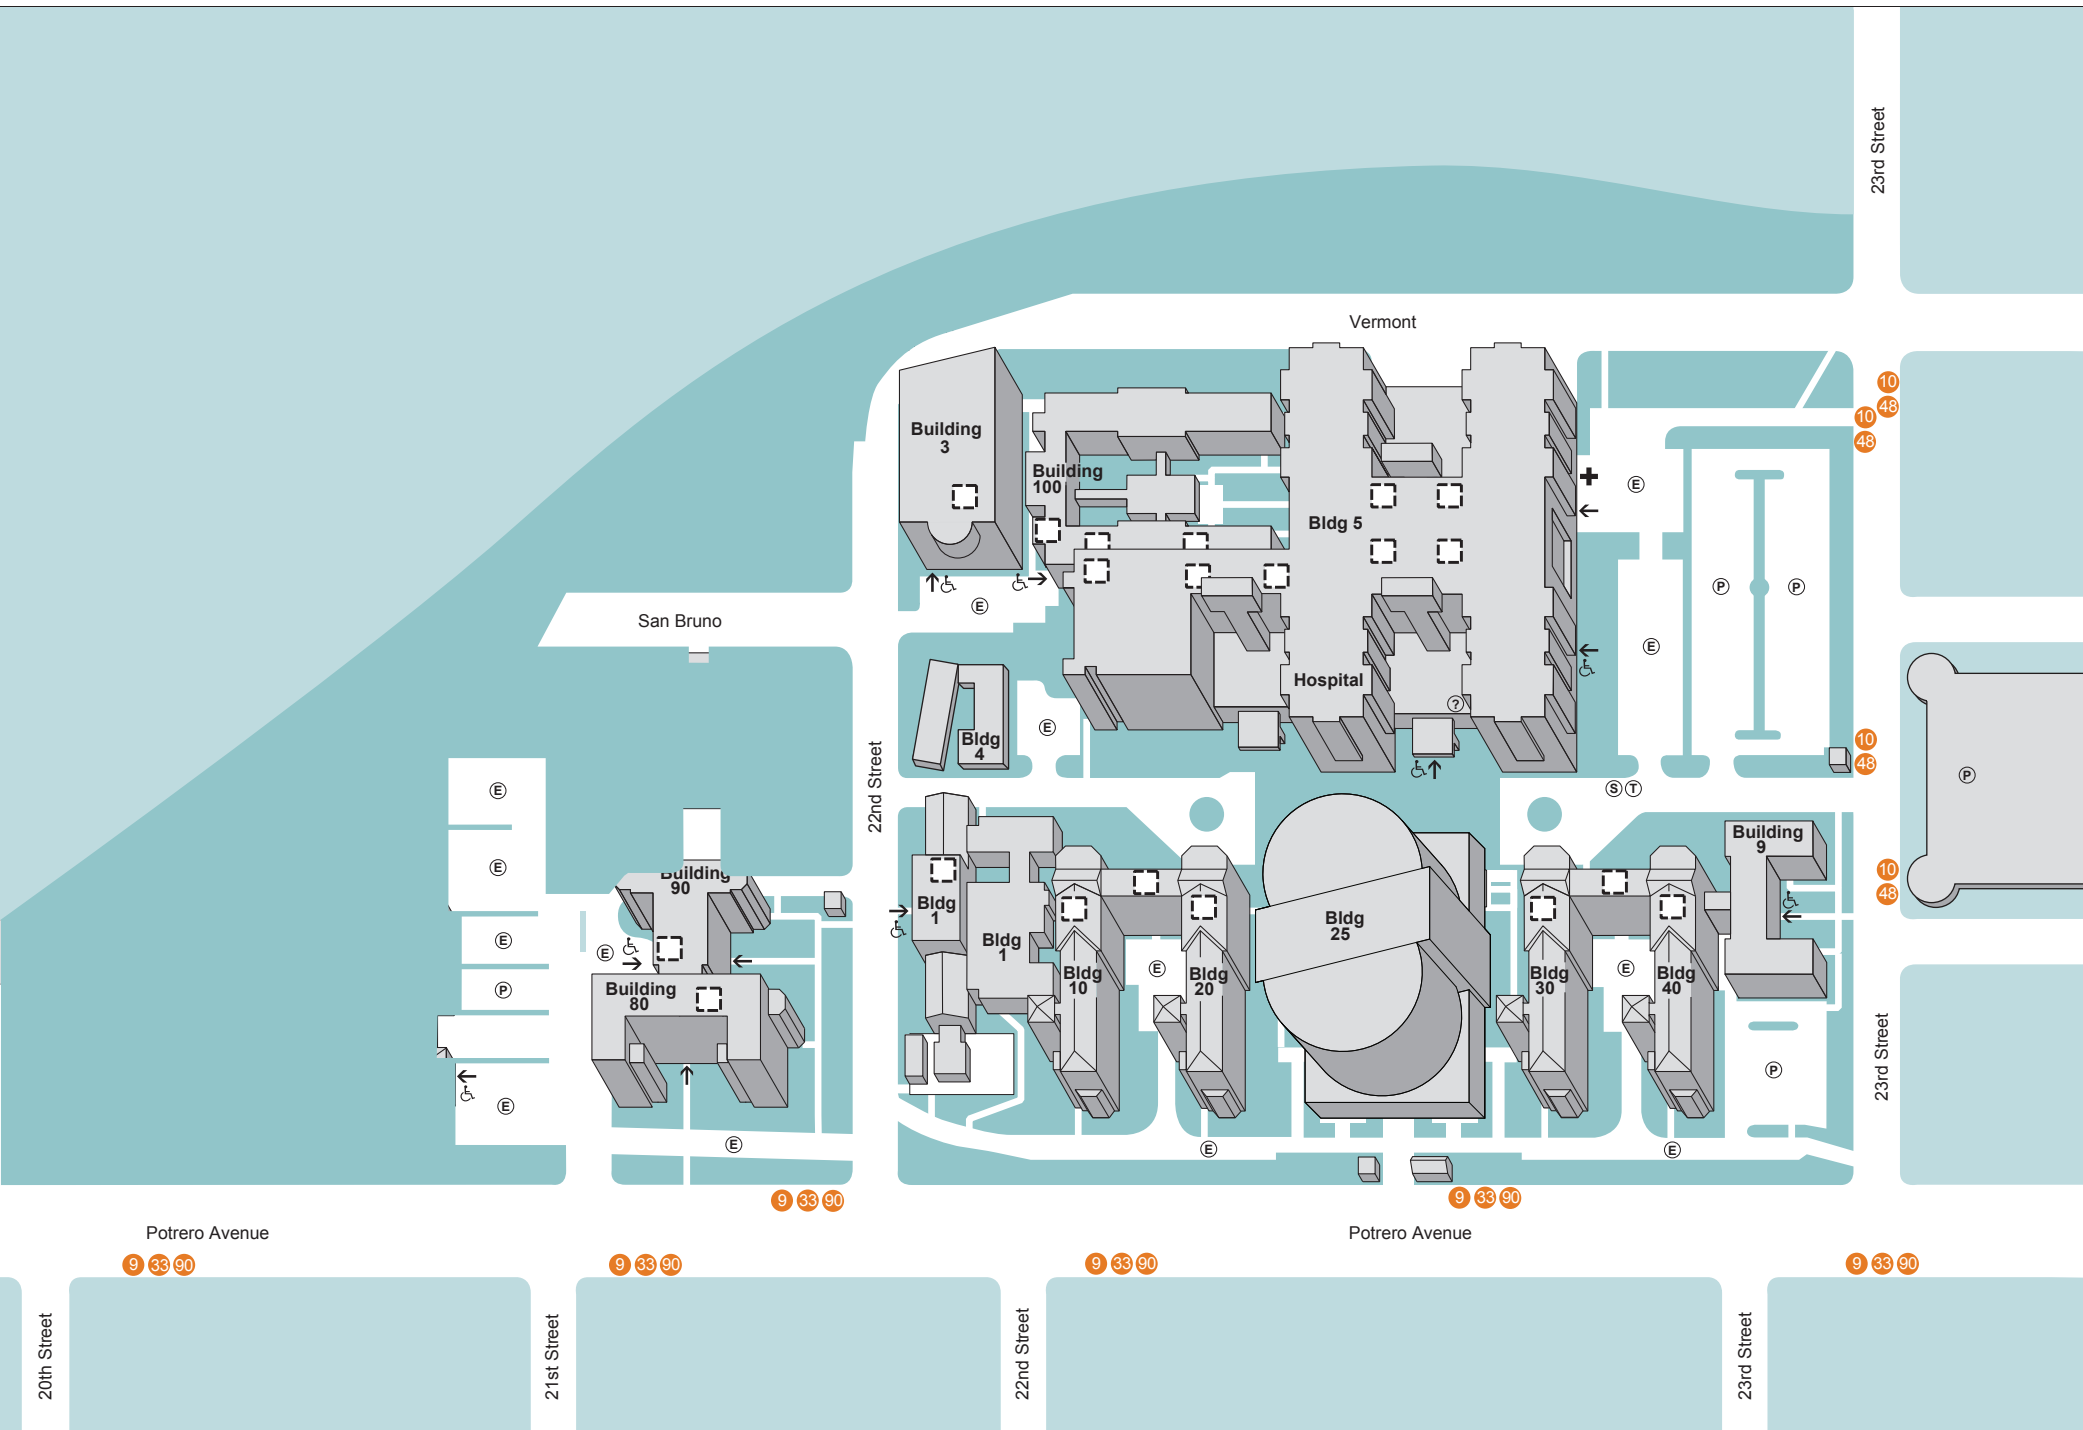 23rd Street
Vermont
10
48
10
48
Building
3
Building
100
E
Bldg 5
P
P
E
E
San Bruno
E
Hospital
?
Bldg
4
E
22nd Street
10
48
P
S
T
E
E
E
E
P
E
Building
90
Building
80
Bldg
1
Bldg
1
Bldg
10
E
Bldg
20
Bldg
25
Bldg
30
E
Bldg
40
Building
9
10
48
P
23rd Street
E
E
E
9 33 90
9 33 90
Potrero Avenue
Potrero Avenue
9 33 90
9 33 90
9 33 90
9 33 90
20th Street
21st Street
22nd Street
23rd Street